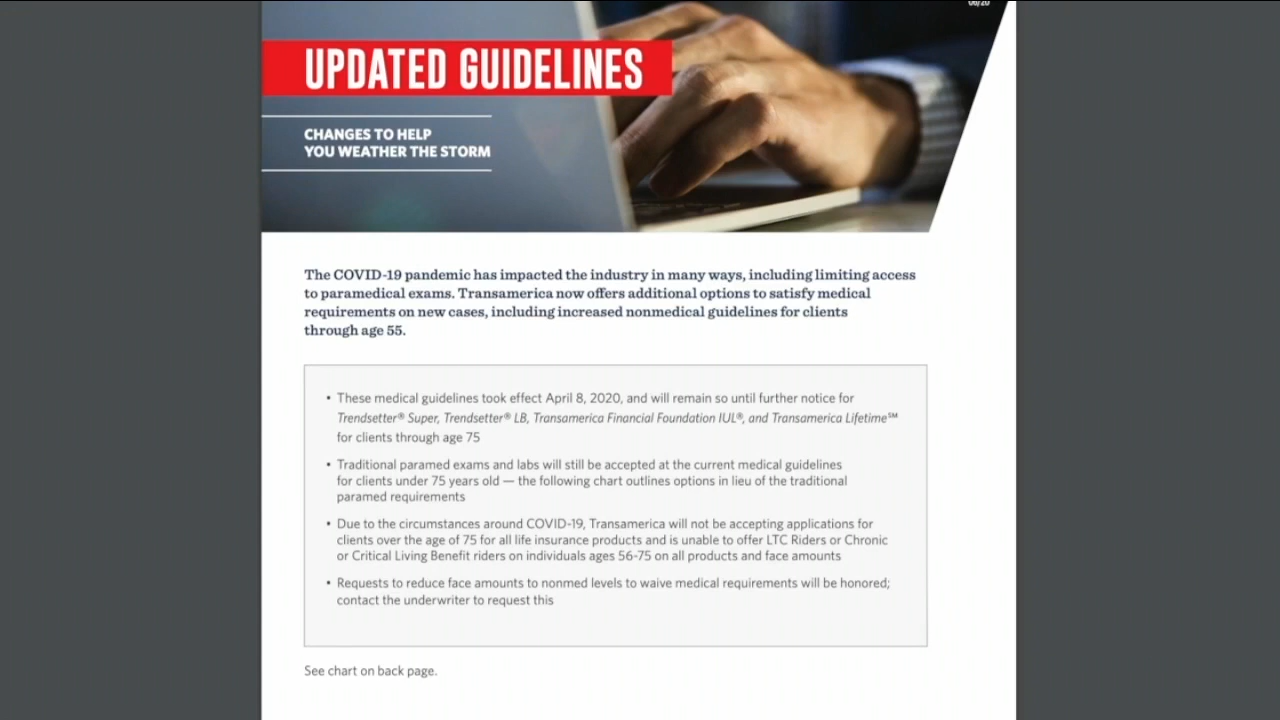 06/20
UPDATED GUIDELINES
CHANGES TO HELP
YOU WEATHER THE STORM
The COVID-19 pandemic has impacted the industry in many ways, including limiting access
to paramedical exams. Transamerica now offers additional options to satisfy medical
requirements on new cases, including increased nonmedical guidelines for clients
through age 55.
• These medical guidelines took effect April 8, 2020, and will remain so until further notice for
Trendsetter® Super, Trendsetter® LB, Transamerica Financial Foundation IUL®, and Transamerica Lifetime℠
for clients through age 75
• Traditional paramed exams and labs will still be accepted at the current medical guidelines
for clients under 75 years old — the following chart outlines options in lieu of the traditional
paramed requirements
• Due to the circumstances around COVID-19, Transamerica will not be accepting applications for
clients over the age of 75 for all life insurance products and is unable to offer LTC Riders or Chronic
or Critical Living Benefit riders on individuals ages 56-75 on all products and face amounts
• Requests to reduce face amounts to nonmed levels to waive medical requirements will be honored;
contact the underwriter to request this
See chart on back page.